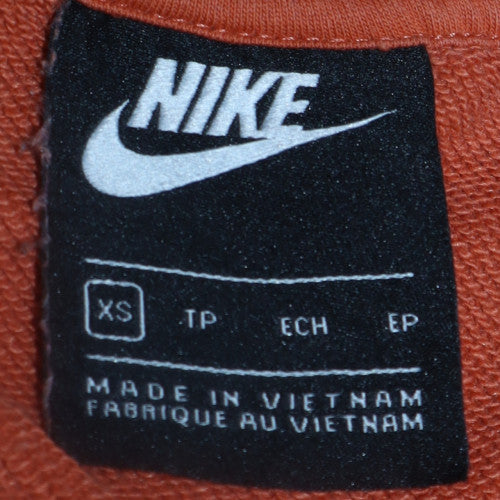 NIKE
XS TP ECH EP
MADE IN VIETNAM
FABRIQUE AU VIETNAM